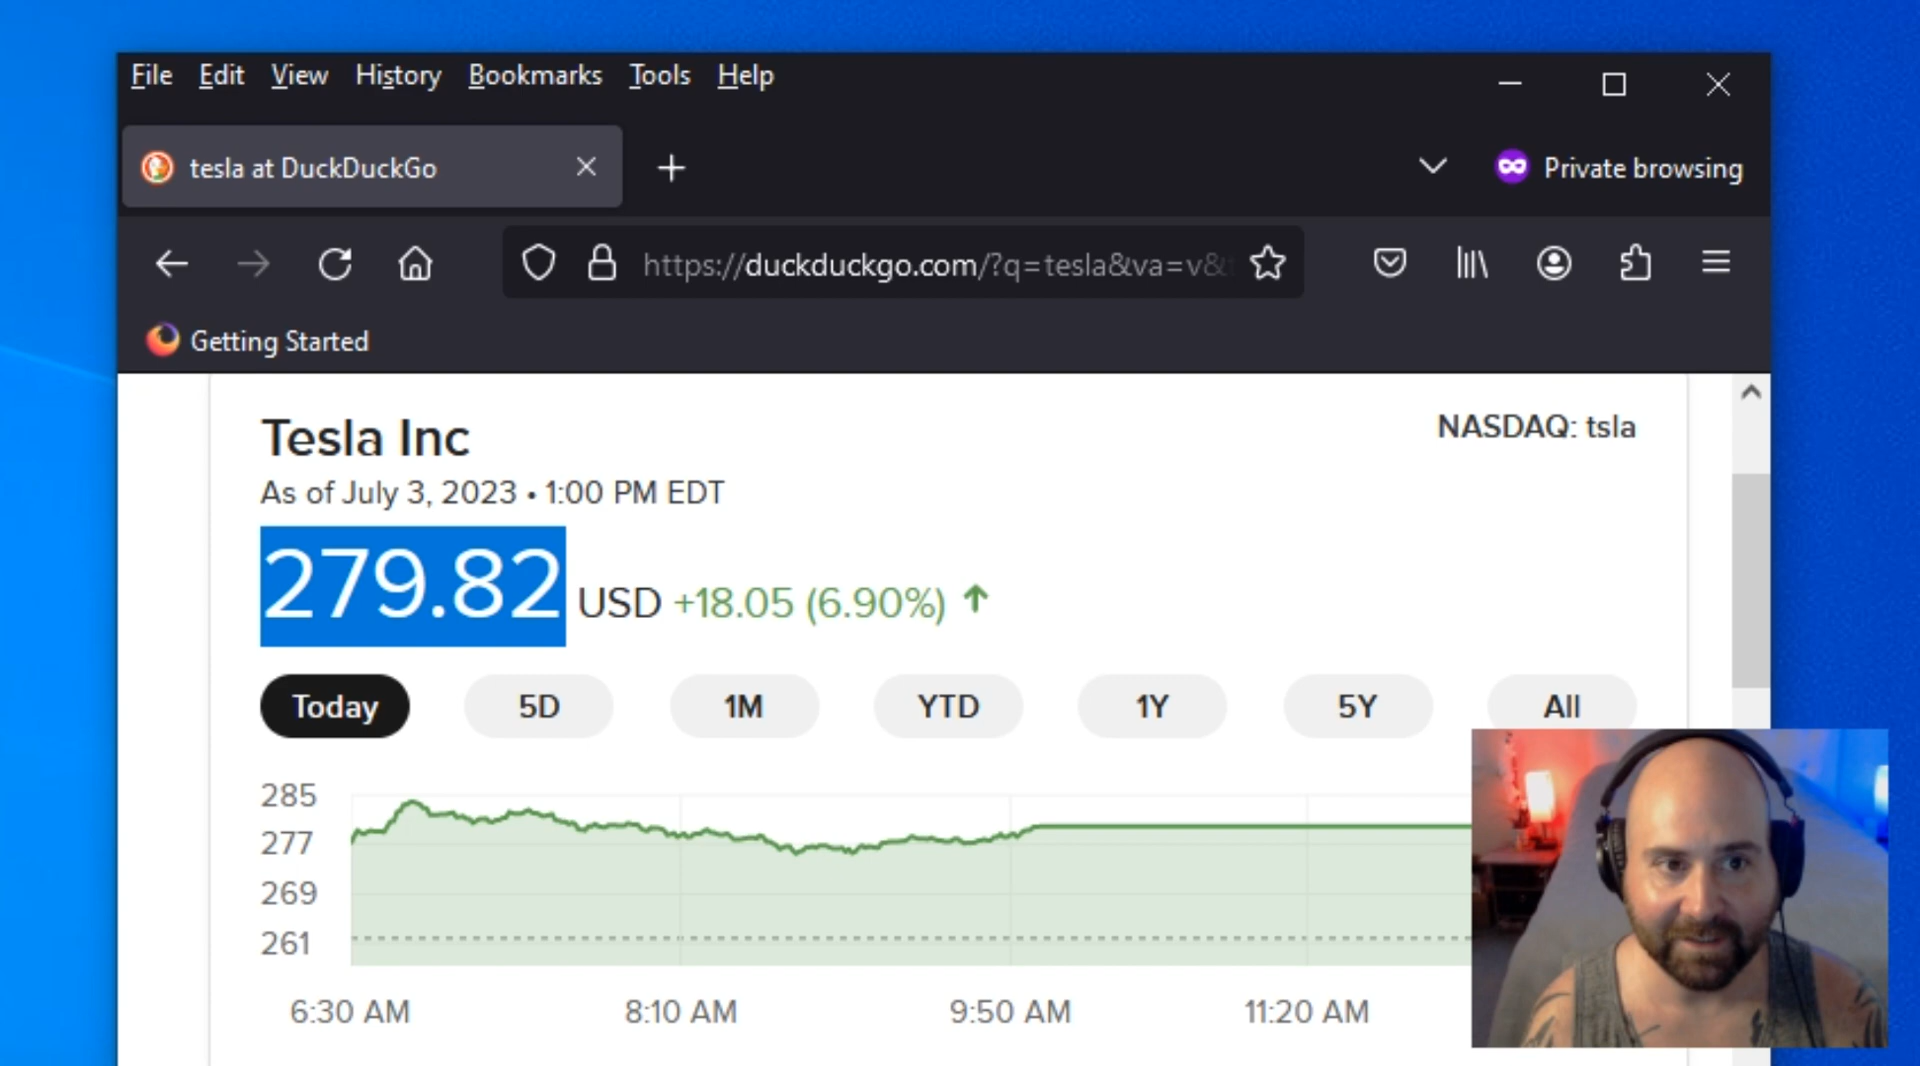 File Edit View History Bookmarks Tools Help
tesla at DuckDuckGo
Private browsing
https://duckduckgo.com/?q=tesla&va=v&
Getting Started
Tesla Inc
NASDAQ: tsla
As of July 3, 2023 • 1:00 PM EDT
279.82 USD +18.05 (6.90%) ↑
Today 5D 1M YTD 1Y 5Y All
285
277
269
261
6:30 AM 8:10 AM 9:50 AM 11:20 AM